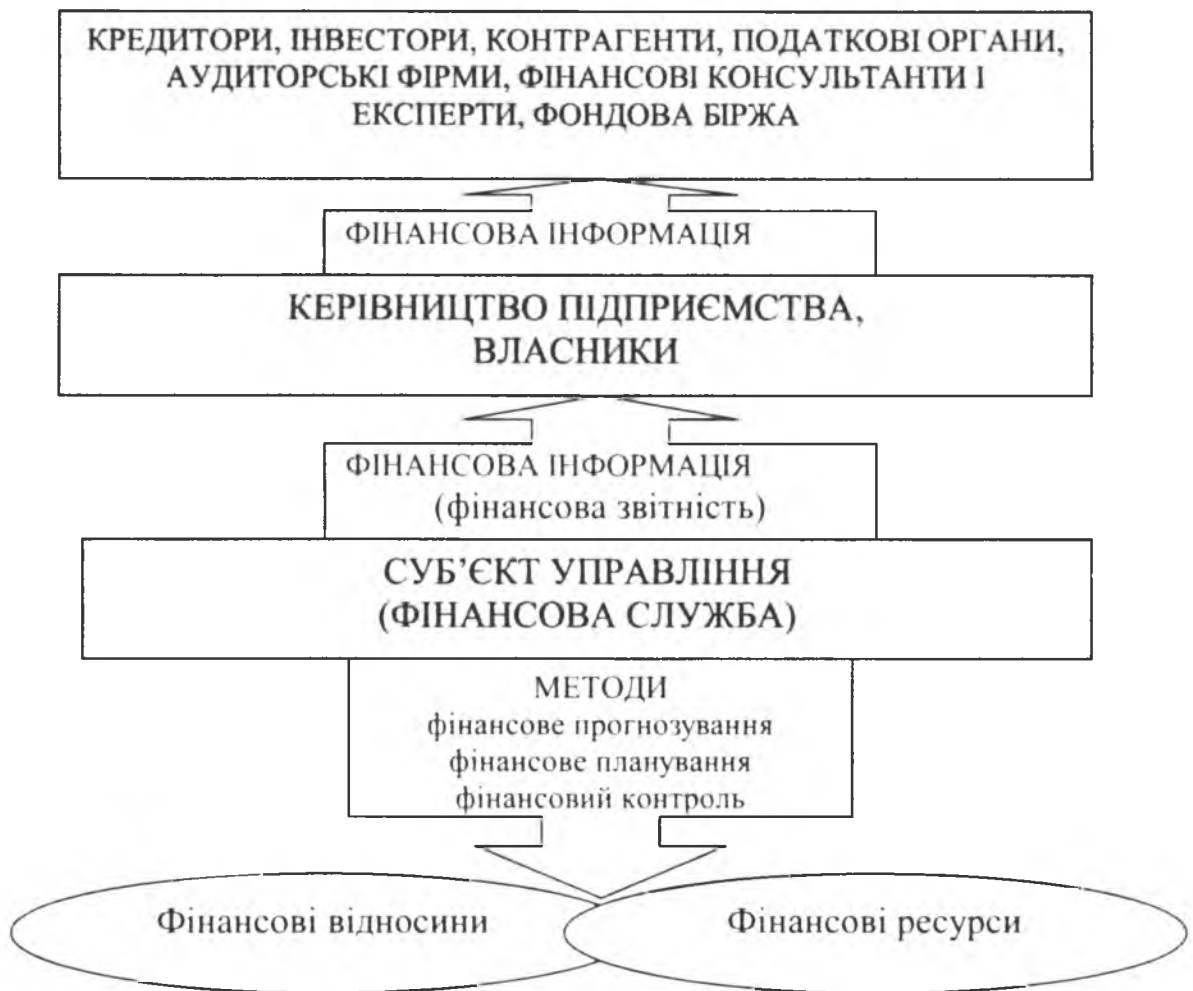 КРЕДИТОРИ, ІНВЕСТОРИ, КОНТРАГЕНТИ, ПОДАТКОВІ ОРГАНИ,
АУДИТОРСЬКІ ФІРМИ, ФІНАНСОВІ КОНСУЛЬТАНТИ І
ЕКСПЕРТИ, ФОНДОВА БІРЖА
ФІНАНСОВА ІНФОРМАЦІЯ
КЕРІВНИЦТВО ПІДПРИЄМСТВА,
ВЛАСНИКИ
ФІНАНСОВА ІНФОРМАЦІЯ
(фінансова звітність)
СУБ’ЄКТ УПРАВЛІННЯ
(ФІНАНСОВА СЛУЖБА)
МЕТОДИ
фінансове прогнозування
фінансове планування
фінансовий контроль
Фінансові відносини
Фінансові ресурси